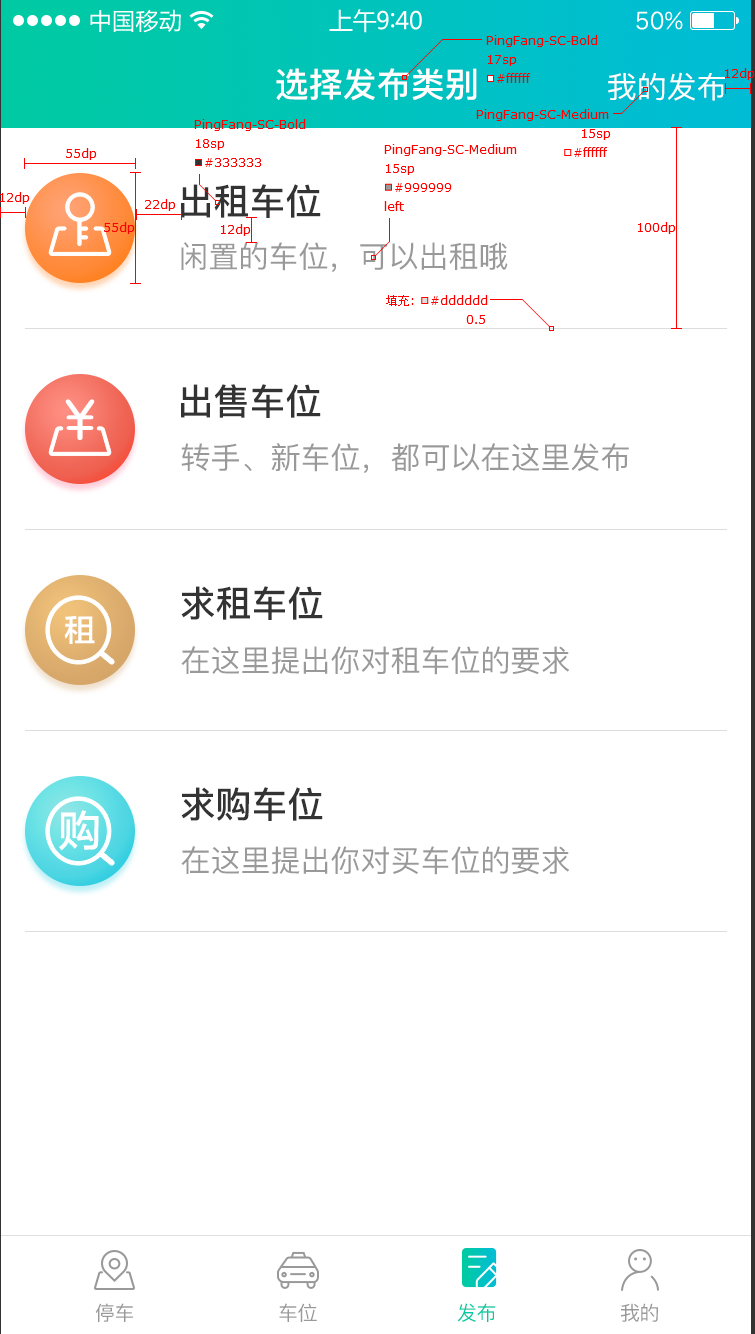 中国移动 上午9:40 50%
PingFang-SC-Bold
17sp
#ffffff
选择发布类别 我的发布 12dp
PingFang-SC-Medium
15sp
#ffffff
PingFang-SC-Bold
18sp
#333333
PingFang-SC-Medium
15sp
#999999
left
55dp
12dp
55dp
22dp
12dp
100dp
出租车位
闲置的车位，可以出租哦
填充: #dddddd
0.5
¥
出售车位
转手、新车位，都可以在这里发布
租
求租车位
在这里提出你对租车位的要求
购
求购车位
在这里提出你对买车位的要求
停车 车位 发布 我的